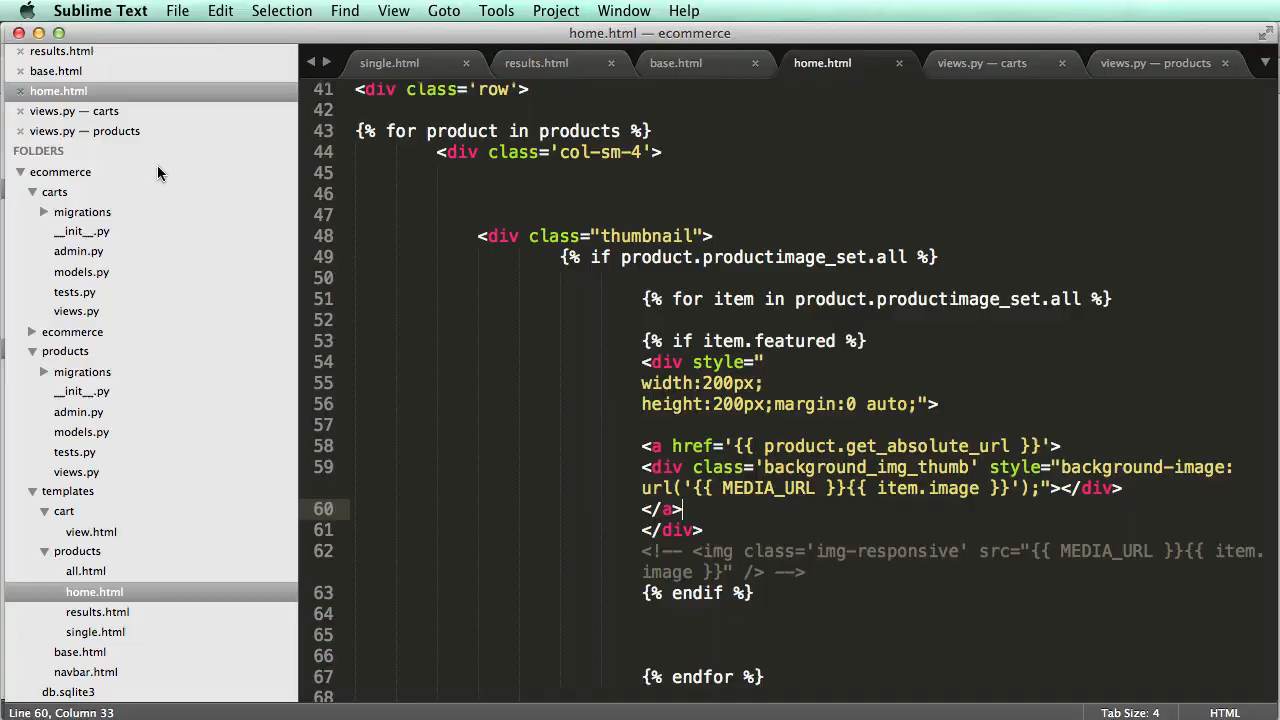 Sublime Text File Edit Selection Find View Goto Tools Project Window Help
home.html — ecommerce
results.html
base.html
home.html
views.py — carts
views.py — products
FOLDERS
ecommerce
carts
migrations
__init__.py
admin.py
models.py
tests.py
views.py
ecommerce
products
migrations
__init__.py
admin.py
models.py
tests.py
views.py
templates
cart
view.html
products
all.html
home.html
results.html
single.html
base.html
navbar.html
db.sqlite3
single.html results.html base.html home.html views.py — carts views.py — products
41 <div class='row'>
42
43 {% for product in products %}
44 <div class='col-sm-4'>
45
46
47
48 <div class="thumbnail">
49 {% if product.productimage_set.all %}
50
51 {% for item in product.productimage_set.all %}
52
53 {% if item.featured %}
54 <div style="
55 width:200px;
56 height:200px;margin:0 auto;">
57
58 <a href='{{ product.get_absolute_url }}'>
59 <div class='background_img_thumb' style="background-image:
url('{{ MEDIA_URL }}{{ item.image }}');"></div>
60 </a>
61 </div>
62 <!-- <img class='img-responsive' src="{{ MEDIA_URL }}{{ item.
image }}" /> -->
63 {% endif %}
64
65
66
67 {% endfor %}
68
Line 60, Column 33 Tab Size: 4 HTML